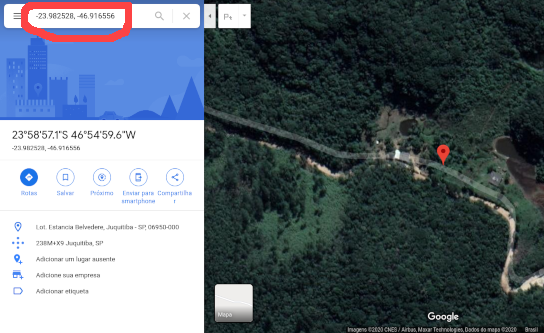 -23.982528, -46.916556
23°58'57.1"S 46°54'59.6"W
-23.982528, -46.916556
Rotas
Salvar
Próximo
Enviar para
smartphone
Compartilha
r
Lot. Estancia Belvedere, Juquitiba - SP, 06950-000
238M+X9 Juquitiba, SP
Adicionar um lugar ausente
Adicione sua empresa
Adicionar etiqueta
Mapa
Google
Imagens ©2020 CNES / Airbus, Maxar Technologies, Dados do mapa ©2020 Brasil